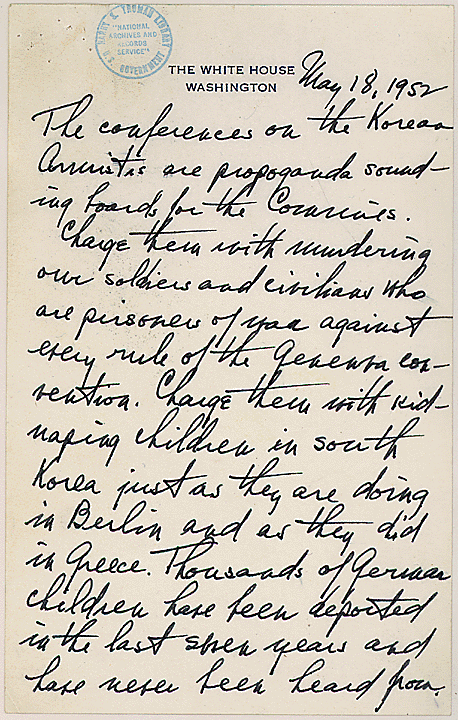 HARRY S. TRUMAN LIBRARY
"NATIONAL
ARCHIVES AND
RECORDS
SERVICE"
U.S. GOVERNMENT
THE WHITE HOUSE
WASHINGTON
May 18, 1952
The conferences on the Korean
Armistis are propoganda sound-
ing boards for the Commies.
Charge them with murdering
our soldiers and civilians who
are prisoners of war against
every rule of the Genenva con-
vention. Charge them with kid-
naping children in south
Korea just as they are doing
in Berlin and as they did
in Greece. Thousands of German
children have been deported
in the last seven years and
have never been heard from.